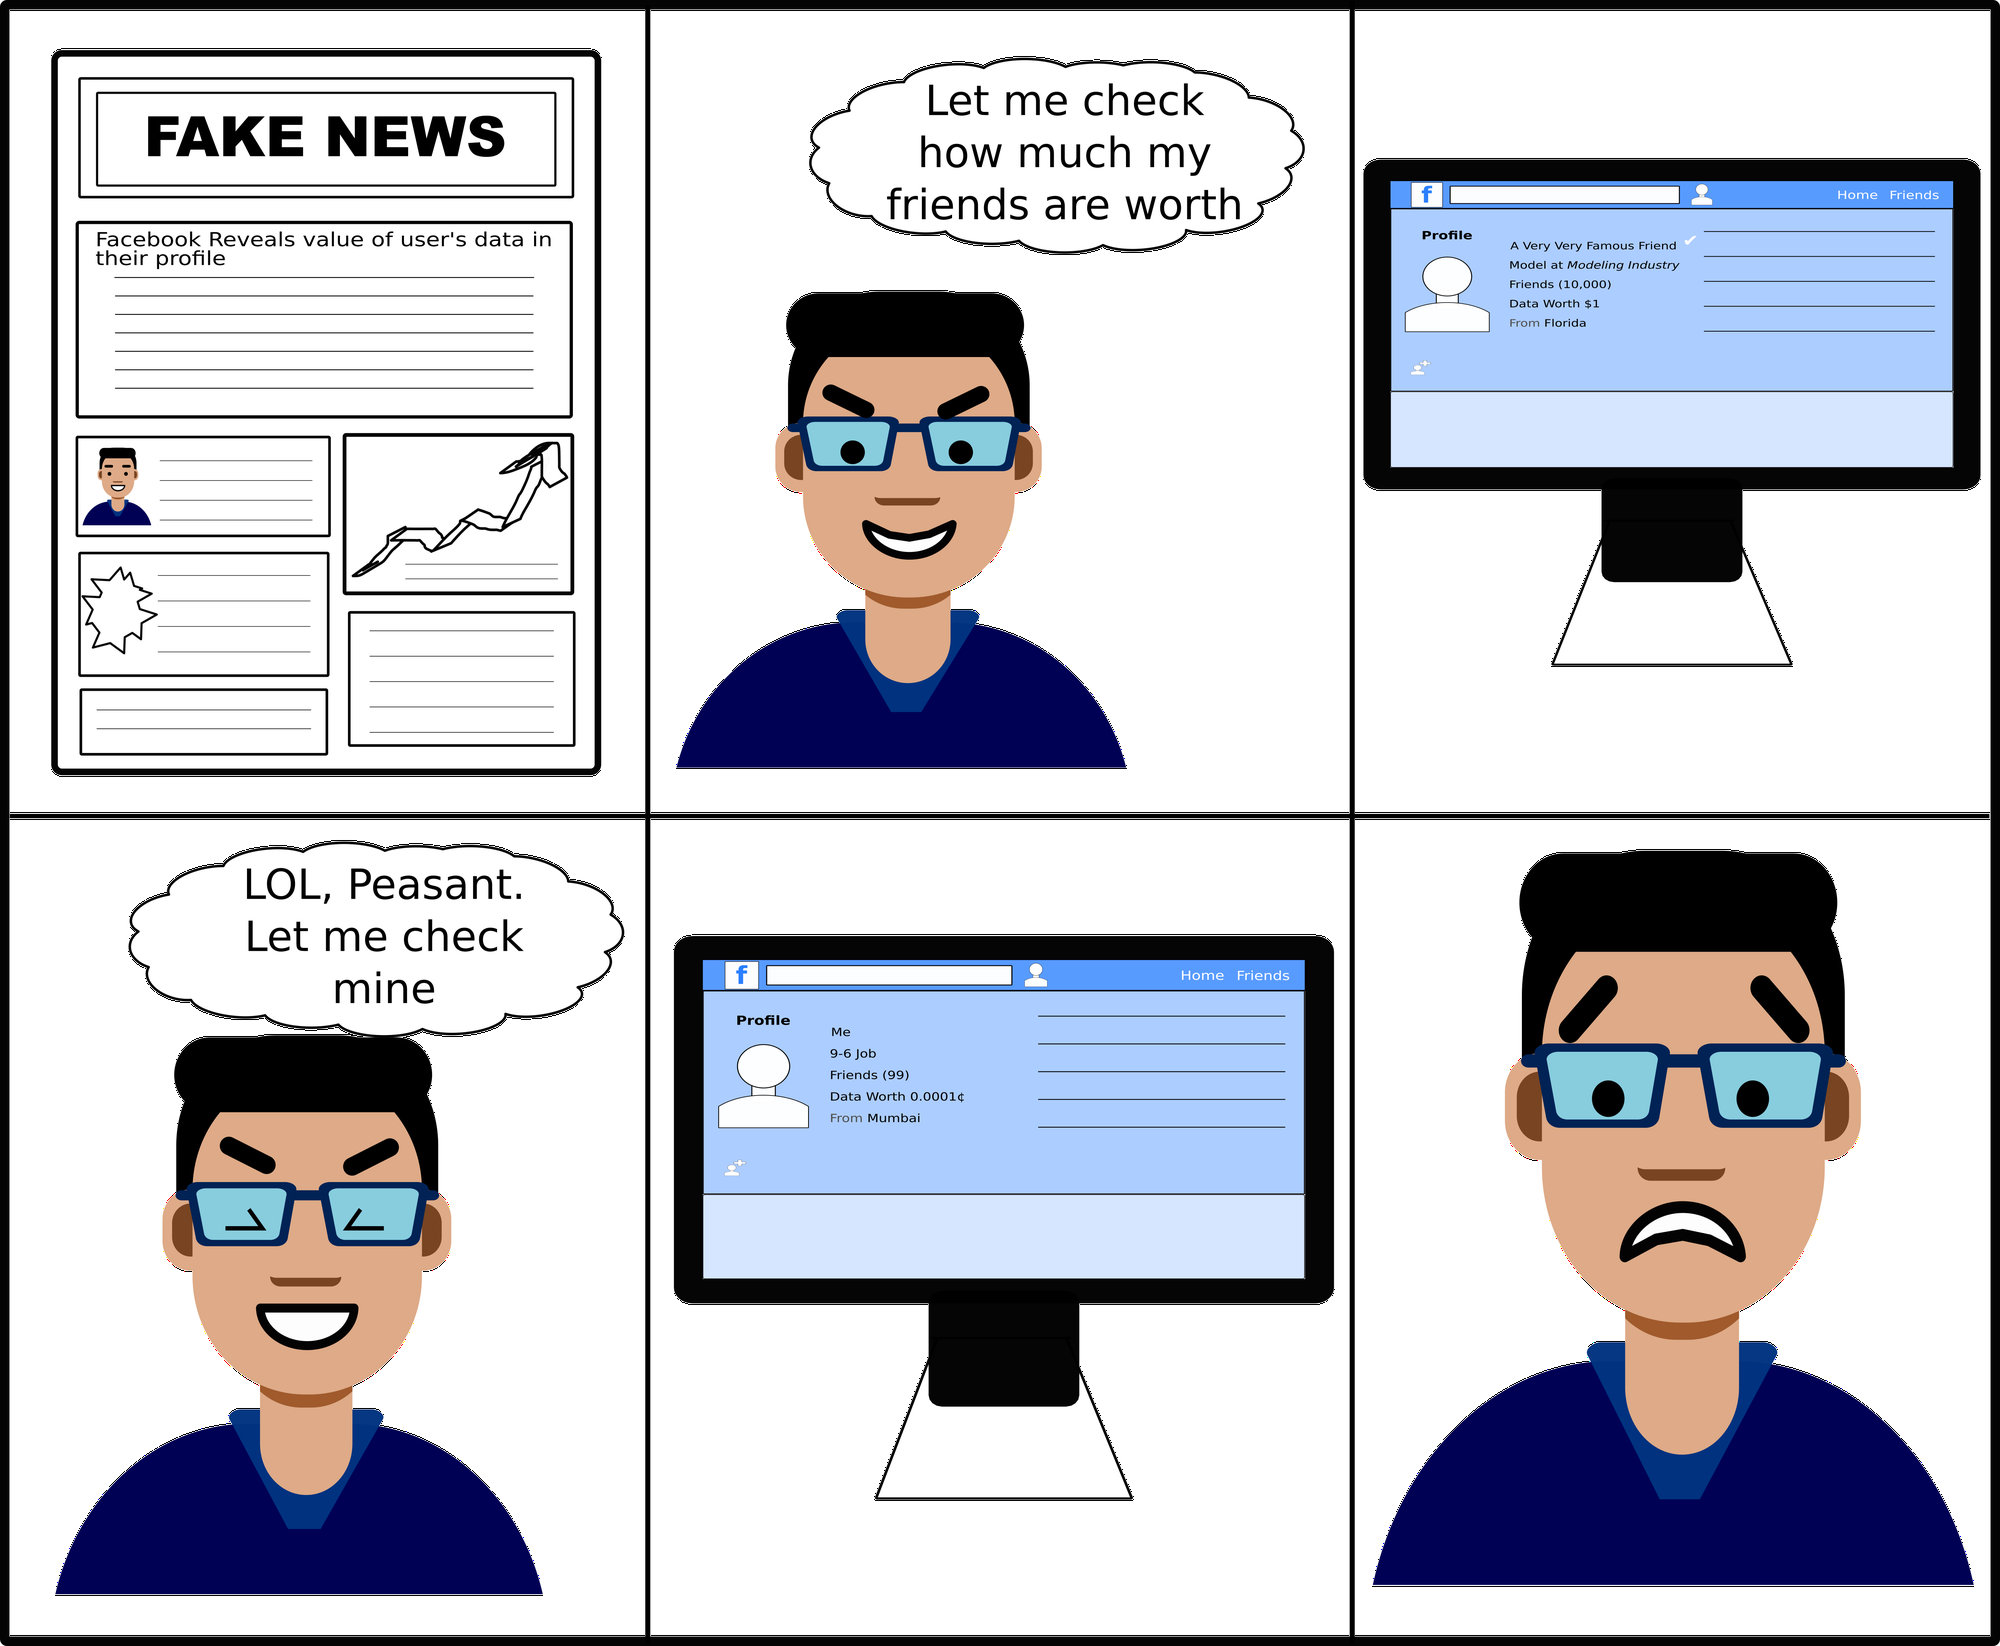 FAKE NEWS
Facebook Reveals value of user's data in
their profile
Let me check
how much my
friends are worth
f
Home Friends
Profile
A Very Very Famous Friend
Model at Modeling Industry
Friends (10,000)
Data Worth $1
From Florida
LOL, Peasant.
Let me check
mine
f
Home Friends
Profile
Me
9-6 Job
Friends (99)
Data Worth 0.0001¢
From Mumbai